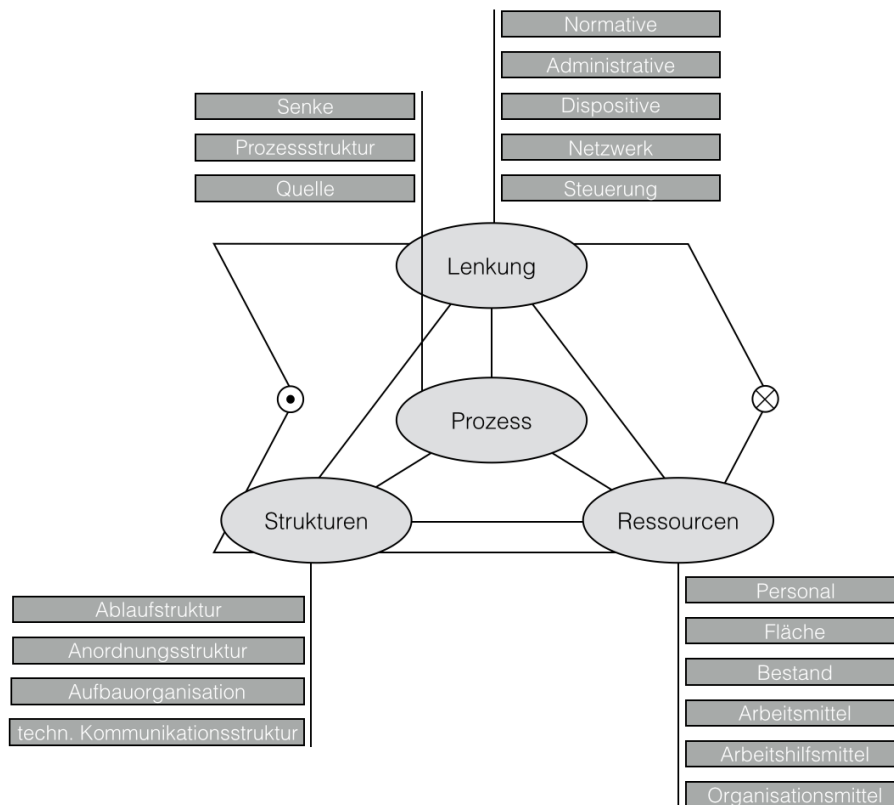 Normative
Administrative
Dispositive
Netzwerk
Steuerung
Senke
Prozessstruktur
Quelle
Lenkung
Prozess
Strukturen
Ressourcen
Ablaufstruktur
Anordnungsstruktur
Aufbauorganisation
techn. Kommunikationsstruktur
Personal
Fläche
Bestand
Arbeitsmittel
Arbeitshilfsmittel
Organisationsmittel